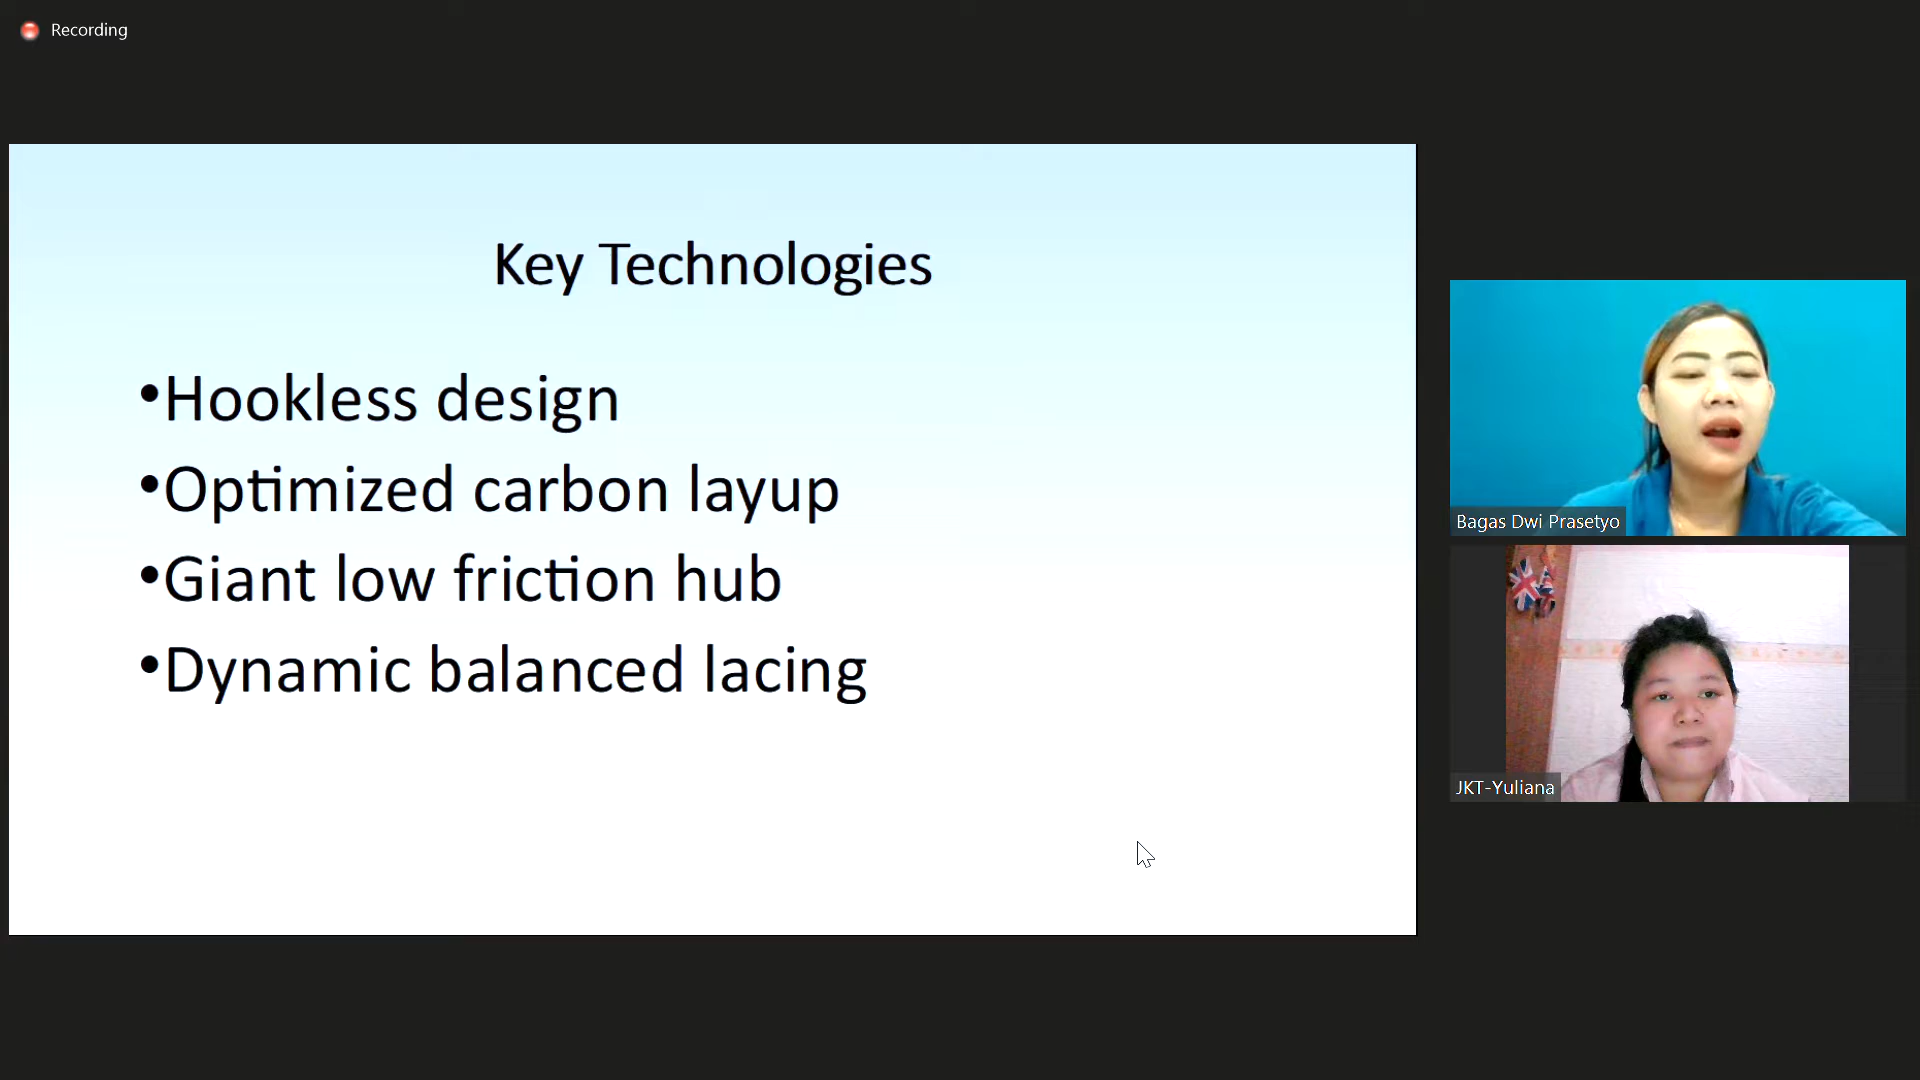 Recording
Key Technologies
•Hookless design
•Optimized carbon layup
•Giant low friction hub
•Dynamic balanced lacing
Bagas Dwi Prasetyo
JKT-Yuliana